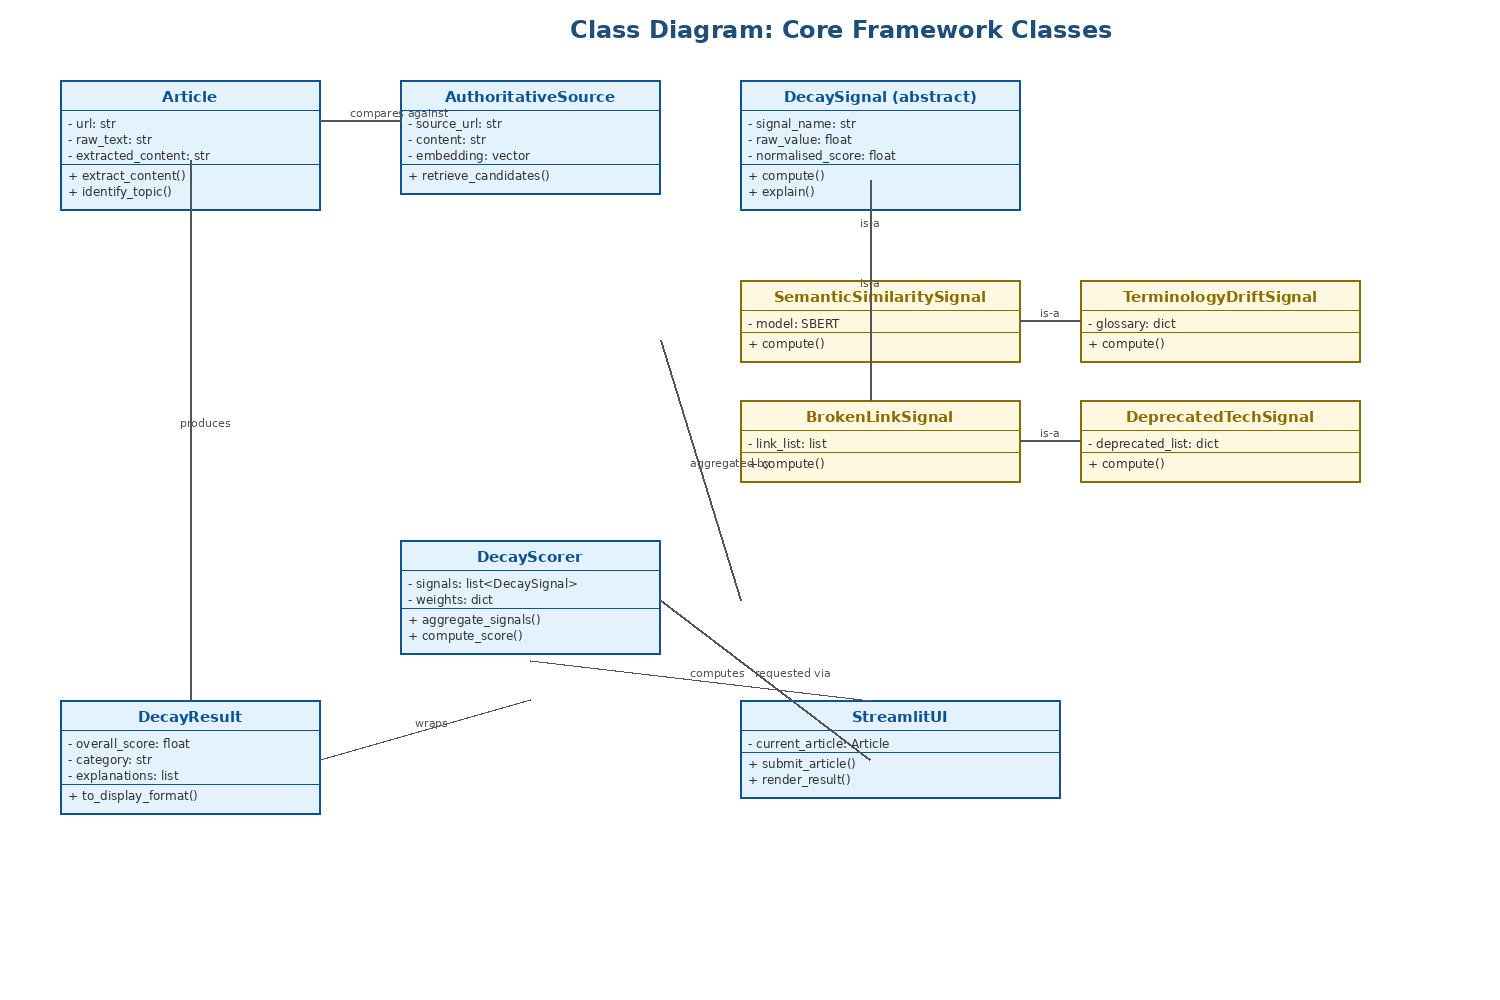 Class Diagram: Core Framework Classes
Article
- url: str
- raw_text: str
- extracted_content: str
+ extract_content()
+ identify_topic()
compares against
AuthoritativeSource
- source_url: str
- content: str
- embedding: vector
+ retrieve_candidates()
DecaySignal (abstract)
- signal_name: str
- raw_value: float
- normalised_score: float
+ compute()
+ explain()
is-a
is-a
SemanticSimilaritySignal
- model: SBERT
+ compute()
is-a
TerminologyDriftSignal
- glossary: dict
+ compute()
BrokenLinkSignal
- link_list: list
+ compute()
is-a
DeprecatedTechSignal
- deprecated_list: dict
+ compute()
produces
aggregated by
DecayScorer
- signals: list<DecaySignal>
- weights: dict
+ aggregate_signals()
+ compute_score()
computes
requested via
DecayResult
- overall_score: float
- category: str
- explanations: list
+ to_display_format()
wraps
StreamlitUI
- current_article: Article
+ submit_article()
+ render_result()